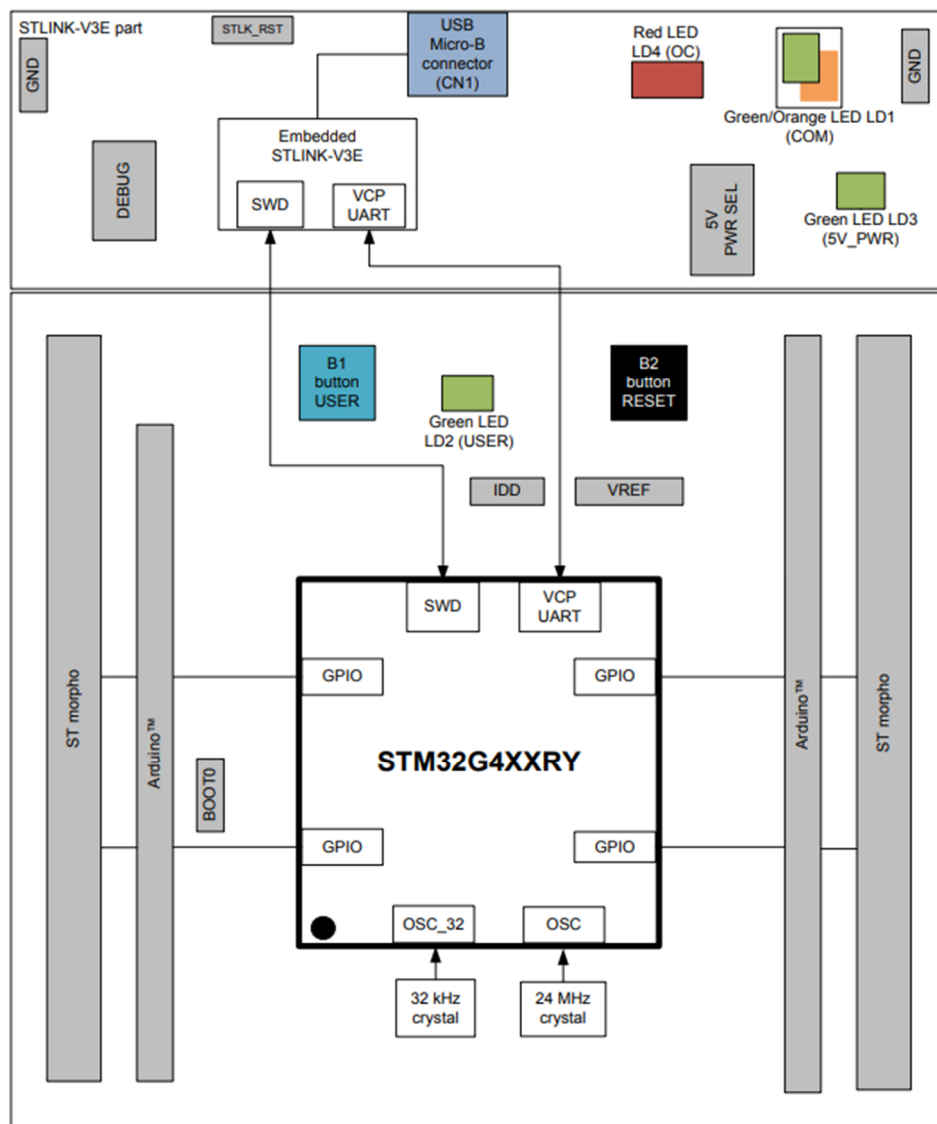 STLINK-V3E part
STLK_RST
USB
Micro-B
connector
(CN1)
Red LED
LD4 (OC)
GND
GND
Green/Orange LED LD1
(COM)
Embedded
STLINK-V3E
SWD
VCP
UART
DEBUG
5V
PWR SEL
Green LED LD3
(5V_PWR)
B1
button
USER
Green LED
LD2 (USER)
B2
button
RESET
IDD
VREF
SWD
VCP
UART
GPIO
GPIO
ST morpho
Arduino™
Arduino™
ST morpho
STM32G4XXRY
BOOT0
GPIO
GPIO
OSC_32
OSC
32 kHz
crystal
24 MHz
crystal